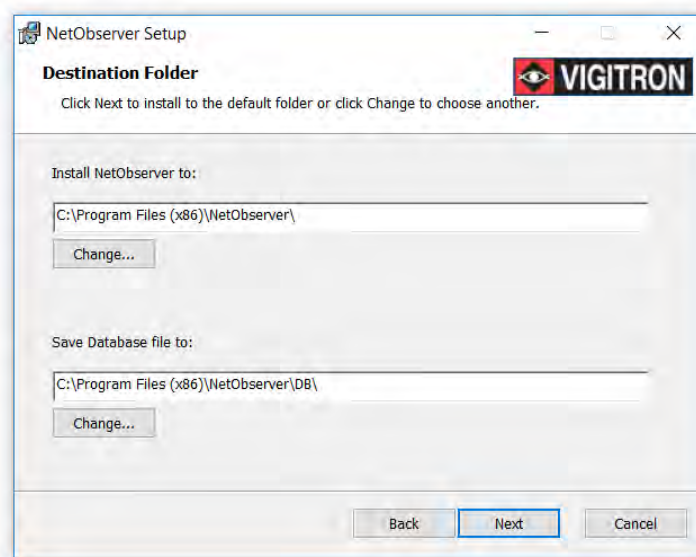 NetObserver Setup
Destination Folder
VIGITRON
Click Next to install to the default folder or click Change to choose another.
Install NetObserver to:
C:\Program Files (x86)\NetObserver\
Change...
Save Database file to:
C:\Program Files (x86)\NetObserver\DB\
Change...
Back Next Cancel